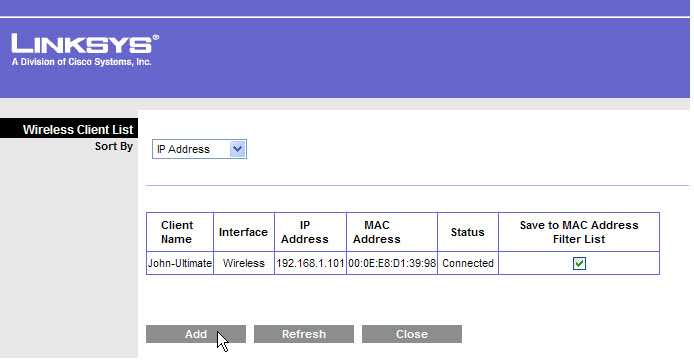 LINKSYS®
A Division of Cisco Systems, Inc.
Wireless Client List
Sort By
IP Address
Client Name Interface IP Address MAC Address Status Save to MAC Address Filter List
John-Ultimate Wireless 192.168.1.101 00:0E:E8:D1:39:98 Connected
Add Refresh Close